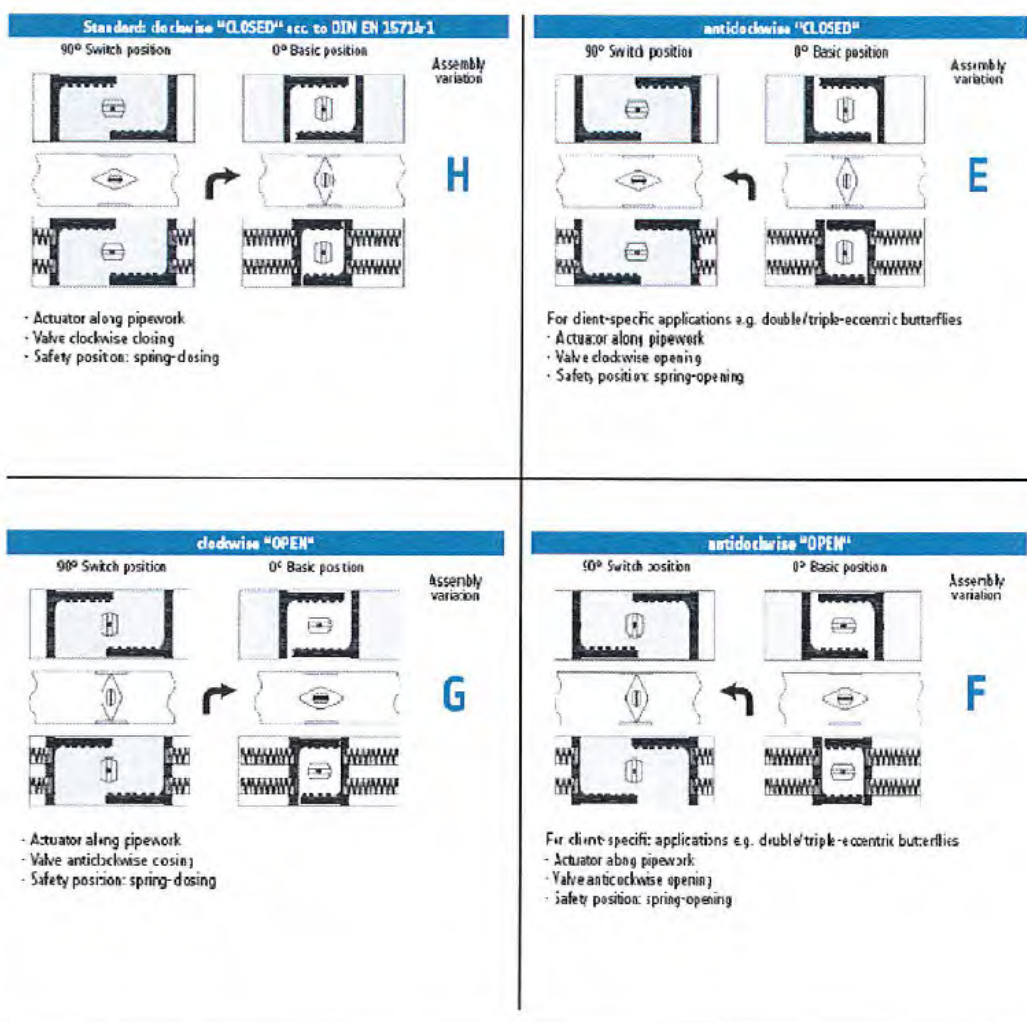 Standard: clockwise "CLOSED" acc. to DIN EN 15714-1
90° Switch position
0° Basic position
Assembly
variation
H
- Actuator along pipework
- Valve clockwise closing
- Safety position: spring-closing
anticlockwise "CLOSED"
90° Switch position
0° Basic position
Assembly
variation
E
For client-specific applications e.g. double/triple-eccentric butterflies
- Actuator along pipework
- Valve clockwise opening
- Safety position: spring-opening
clockwise "OPEN"
90° Switch position
0° Basic position
Assembly
variation
G
- Actuator along pipework
- Valve anticlockwise closing
- Safety position: spring-closing
anticlockwise "OPEN"
90° Switch position
0° Basic position
Assembly
variation
F
For client-specific applications e.g. double/triple-eccentric butterflies
- Actuator along pipework
- Valve anticlockwise opening
- Safety position: spring-opening